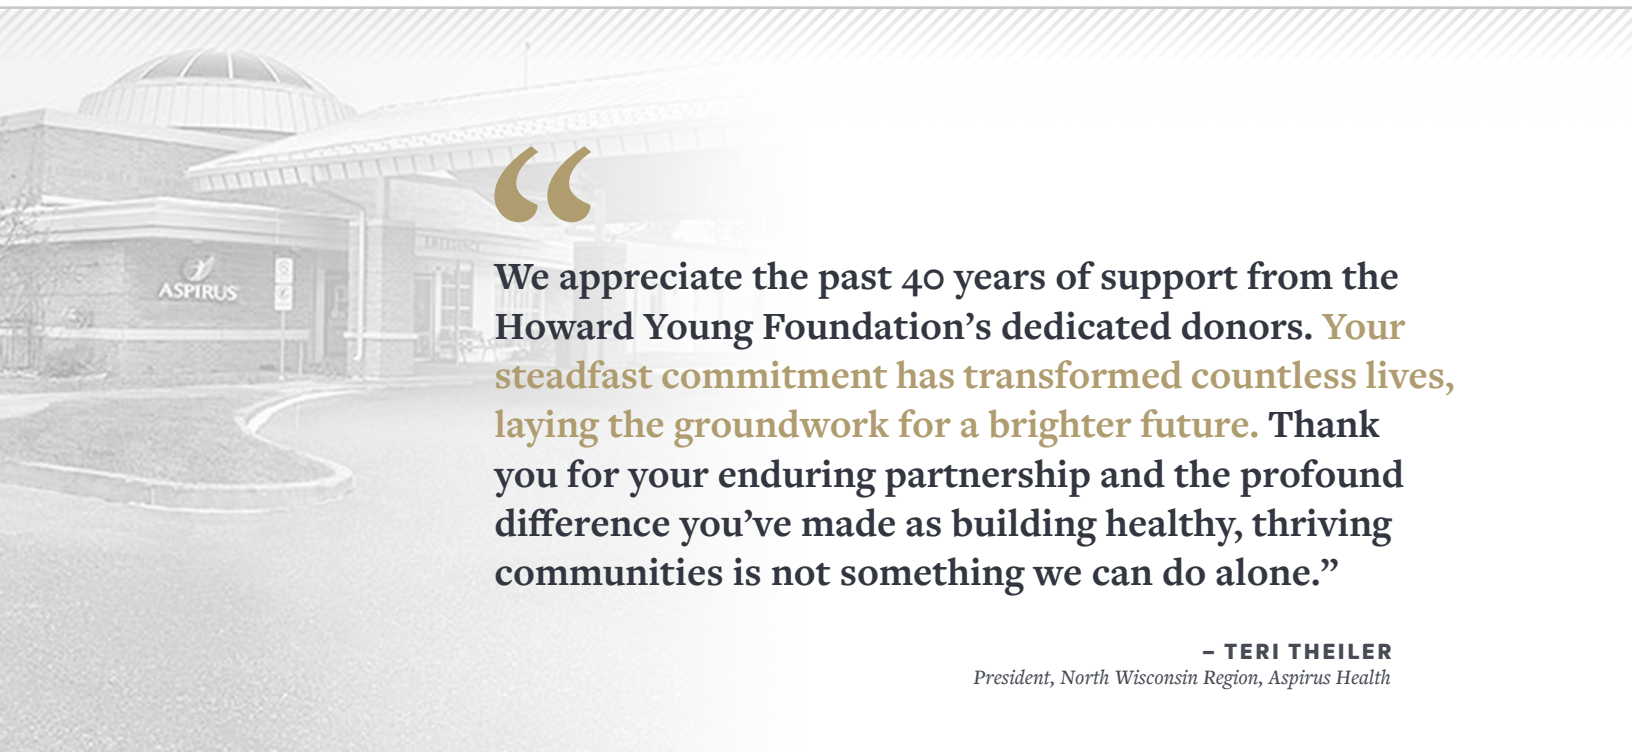 EMERGENCY
ASPIRUS
“
We appreciate the past 40 years of support from the
Howard Young Foundation’s dedicated donors. Your
steadfast commitment has transformed countless lives,
laying the groundwork for a brighter future. Thank
you for your enduring partnership and the profound
difference you’ve made as building healthy, thriving
communities is not something we can do alone.”
– TERI THEILER
President, North Wisconsin Region, Aspirus Health